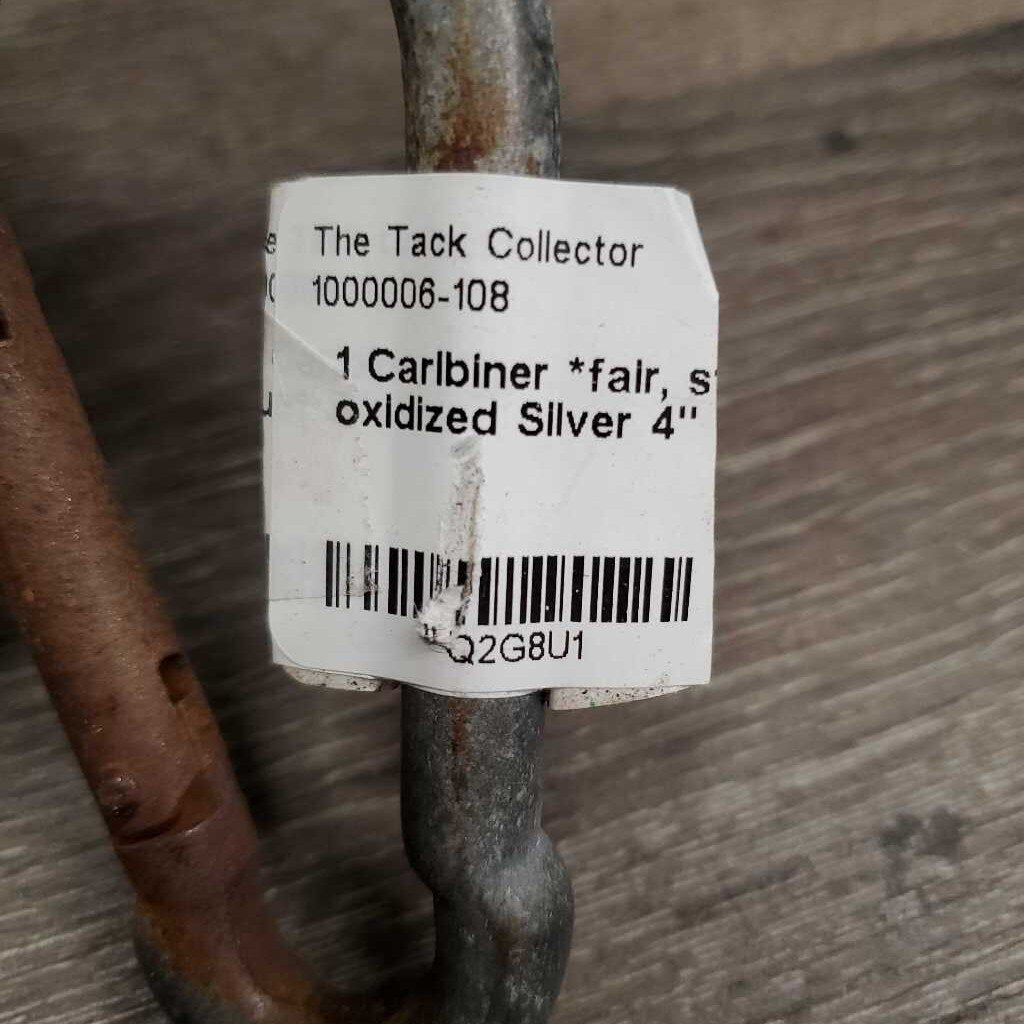 The Tack Collector
1000006-108
1 Carlbiner *fair,
oxidized Silver 4"
Q2G8U1